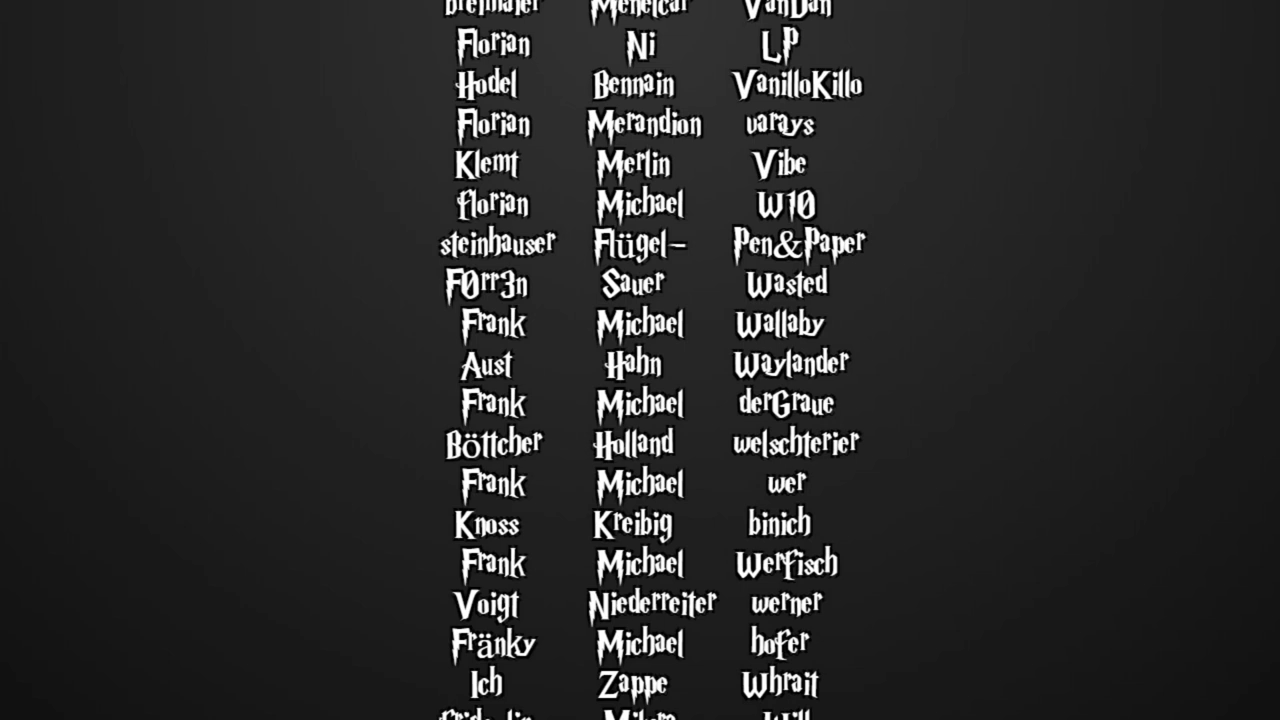 Menelcar VanDan
Florian Ni LP
Hodel Bennain VanilloKillo
Florian Merandion varays
Klemt Merlin Vibe
florian Michael W10
steinhauser Flügel- Pen&Paper
F0rr3n Sauer Wasted
Frank Michael Wallaby
Aust Hahn Waylander
Frank Michael derGraue
Böttcher Holland welschterier
Frank Michael wer
Knoss Kreibig binich
Frank Michael Werfisch
Voigt Niederreiter werner
Fränky Michael hofer
Ich Zappe Whrait